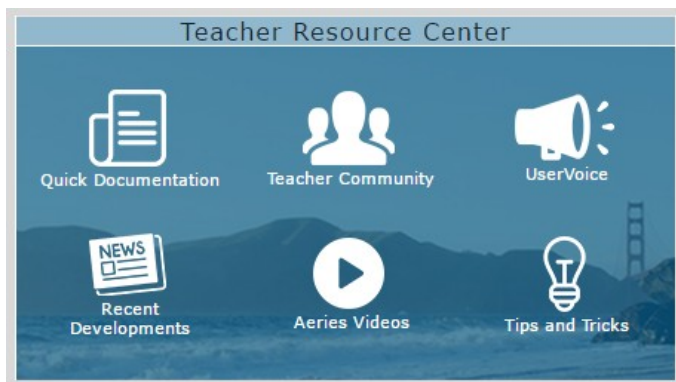 Teacher Resource Center
Quick Documentation
Teacher Community
UserVoice
NEWS
Recent
Developments
Aeries Videos
Tips and Tricks